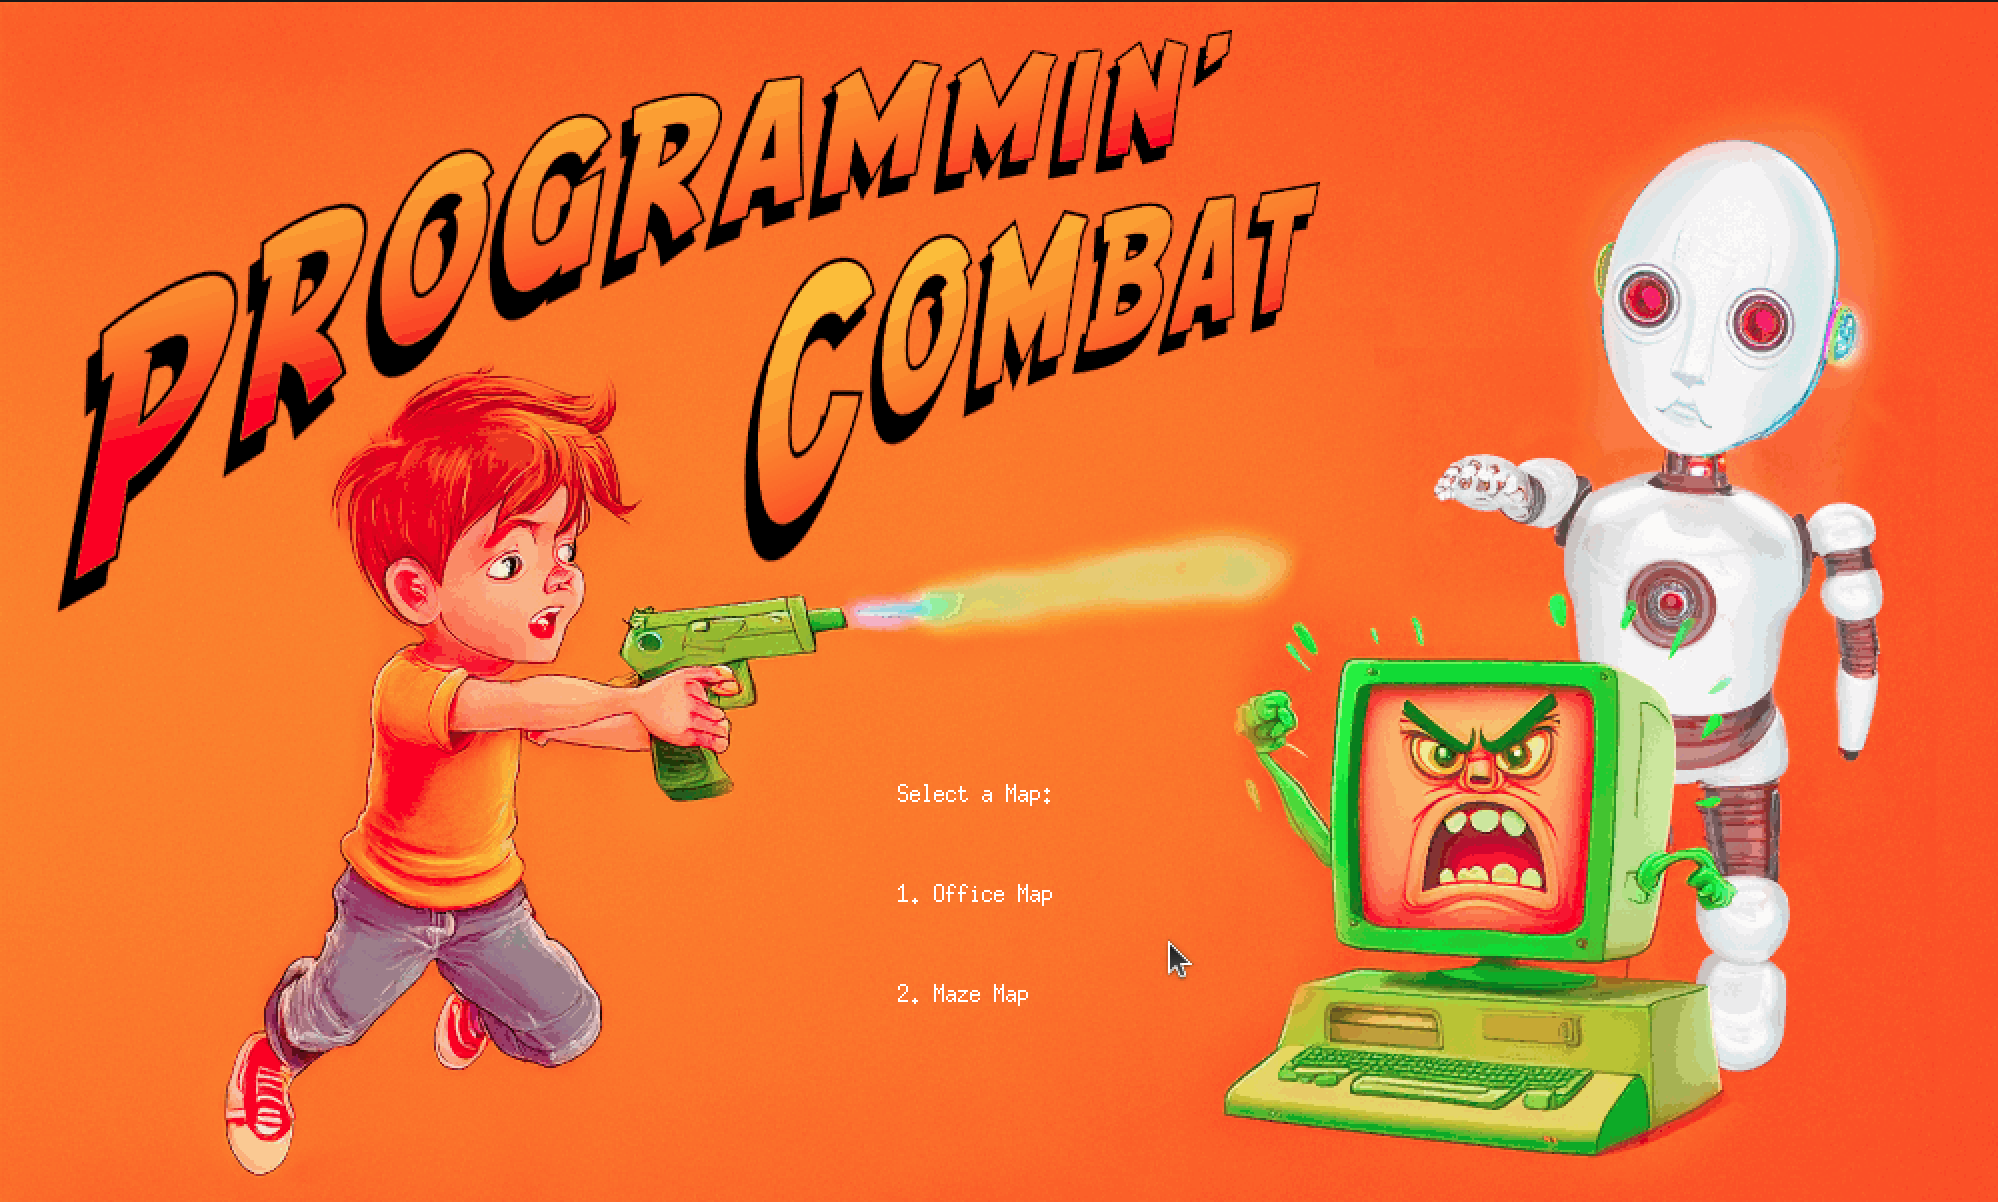 PROGRAMMIN'
COMBAT
Select a Map:
1. Office Map
2. Maze Map